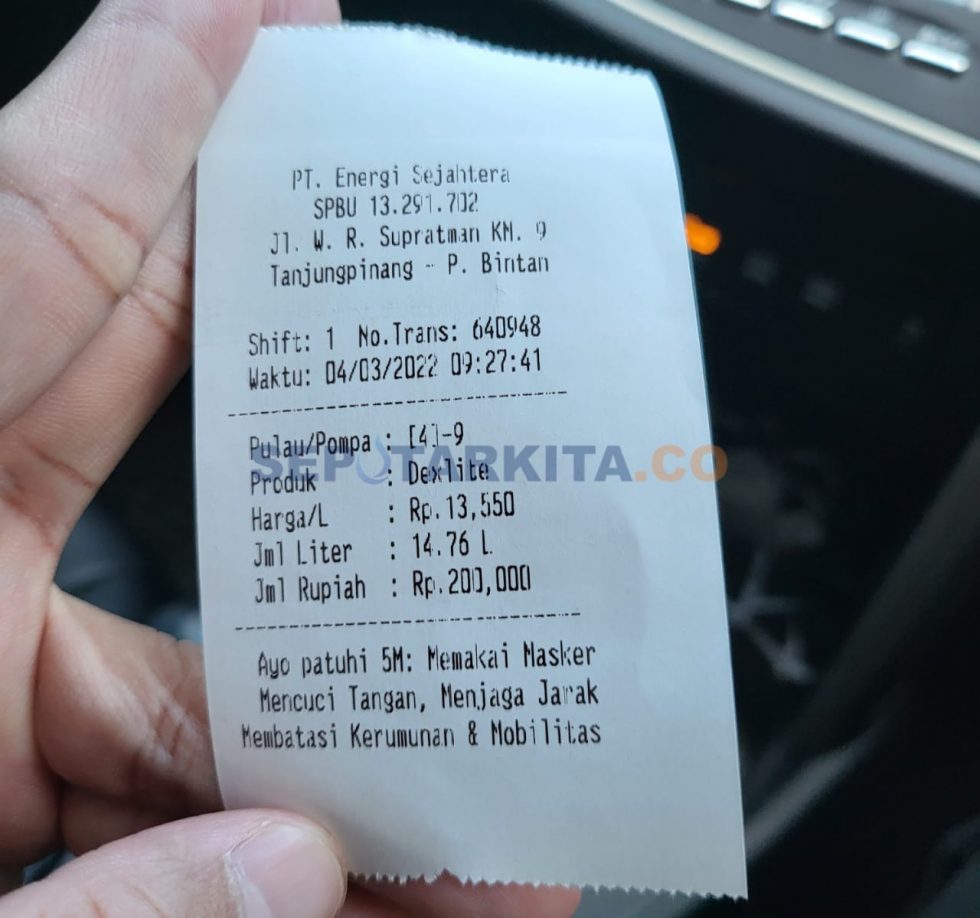 PT. Energi Sejahtera
SPBU 13.291.702
Jl. W. R. Supratman KM. 9
Tanjungpinang - P. Bintan
Shift: 1 No.Trans: 640948
Waktu: 04/03/2022 09:27:41
Pulau/Pompa : [4]-9
SEPUTARKITA.CO
Produk : Dexlite
Harga/L : Rp.13,550
Jml Liter : 14.76 L
Jml Rupiah : Rp.200,000
Ayo patuhi 5M: Memakai Masker
Mencuci Tangan, Menjaga Jarak
Membatasi Kerumunan & Mobilitas